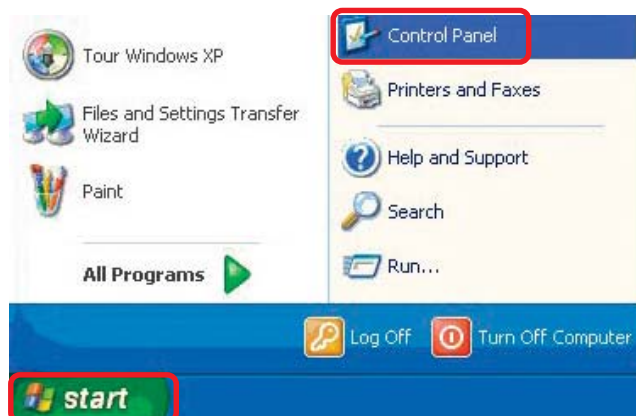 Tour Windows XP
Files and Settings Transfer
Wizard
Paint
All Programs
Control Panel
Printers and Faxes
Help and Support
Search
Run...
Log Off
Turn Off Computer
start